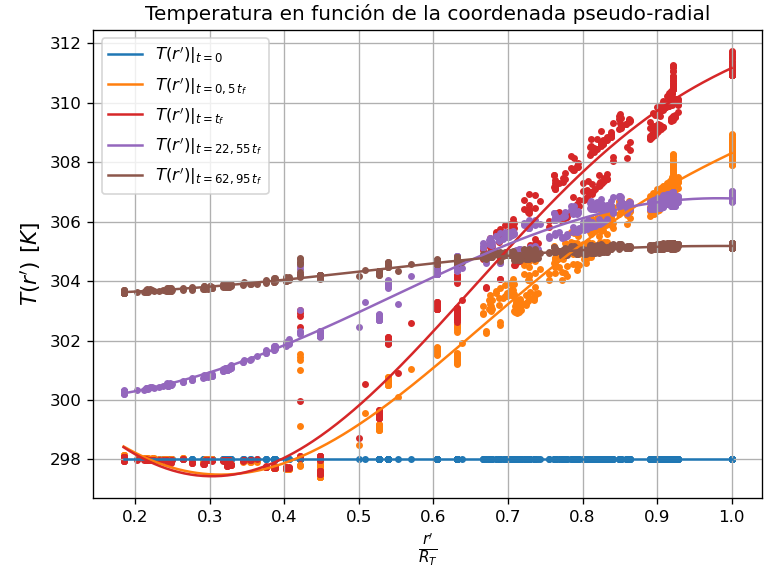 Temperatura en función de la coordenada pseudo-radial
T(r') [K]
312
310
308
306
304
302
300
298
T(r')|t=0
T(r')|t=0,5 tf
T(r')|t=tf
T(r')|t=22,55 tf
T(r')|t=62,95 tf
0.2 0.3 0.4 0.5 0.6 0.7 0.8 0.9 1.0
r'
RT